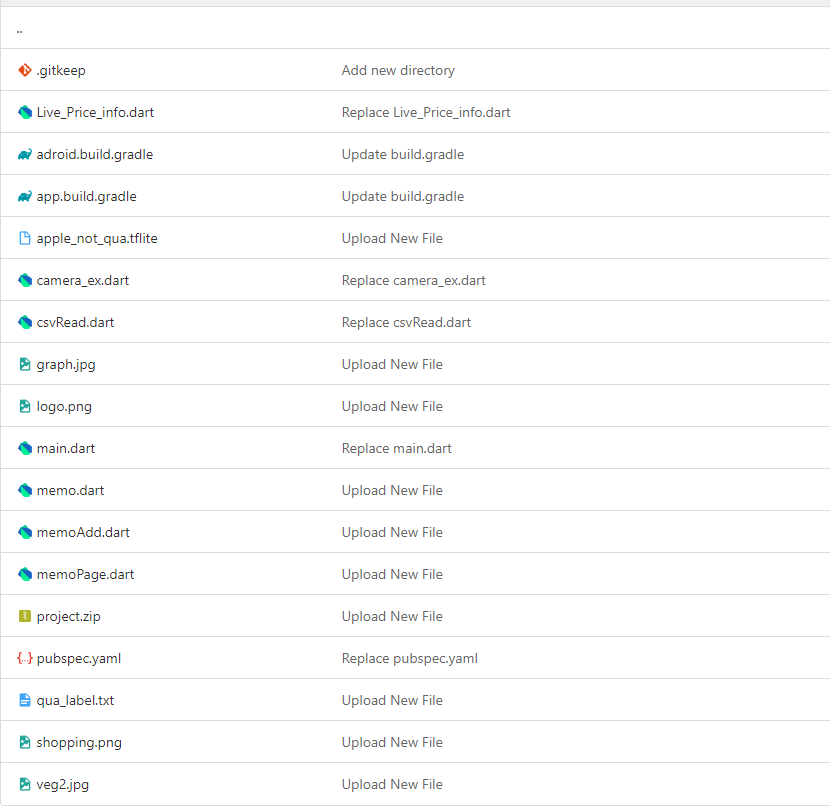 ..
.gitkeep Add new directory
Live_Price_info.dart Replace Live_Price_info.dart
adroid.build.gradle Update build.gradle
app.build.gradle Update build.gradle
apple_not_qua.tflite Upload New File
camera_ex.dart Replace camera_ex.dart
csvRead.dart Replace csvRead.dart
graph.jpg Upload New File
logo.png Upload New File
main.dart Replace main.dart
memo.dart Upload New File
memoAdd.dart Upload New File
memoPage.dart Upload New File
project.zip Upload New File
pubspec.yaml Replace pubspec.yaml
qua_label.txt Upload New File
shopping.png Upload New File
veg2.jpg Upload New File